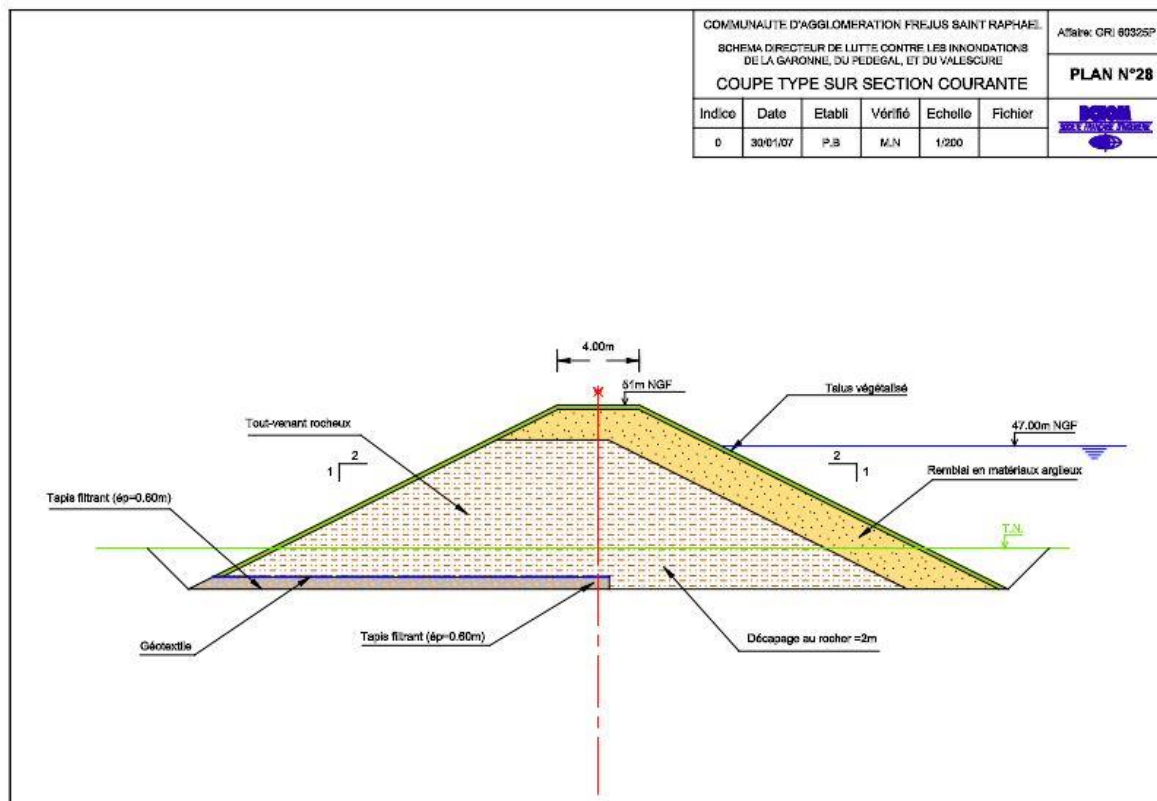 COMMUNAUTE D'AGGLOMERATION FREJUS SAINT RAPHAEL
SCHEMA DIRECTEUR DE LUTTE CONTRE LES INNONDATIONS
DE LA GARONNE, DU PEDEGAL, ET DU VALESCURE
COUPE TYPE SUR SECTION COURANTE
Affaire: GRI 60325P
PLAN N°28
Indice Date Etabli Vérifié Echelle Fichier
0 30/01/07 P.B M.N 1/200
4.00m
51m NGF
Talus végétalisé
47.00m NGF
Tout-venant rocheux
2
1
2
1
Remblai en matériaux argileux
Tapis filtrant (ép=0.60m)
T.N.
Géotextile
Tapis filtrant (ép=0.60m)
Décapage au rocher =2m